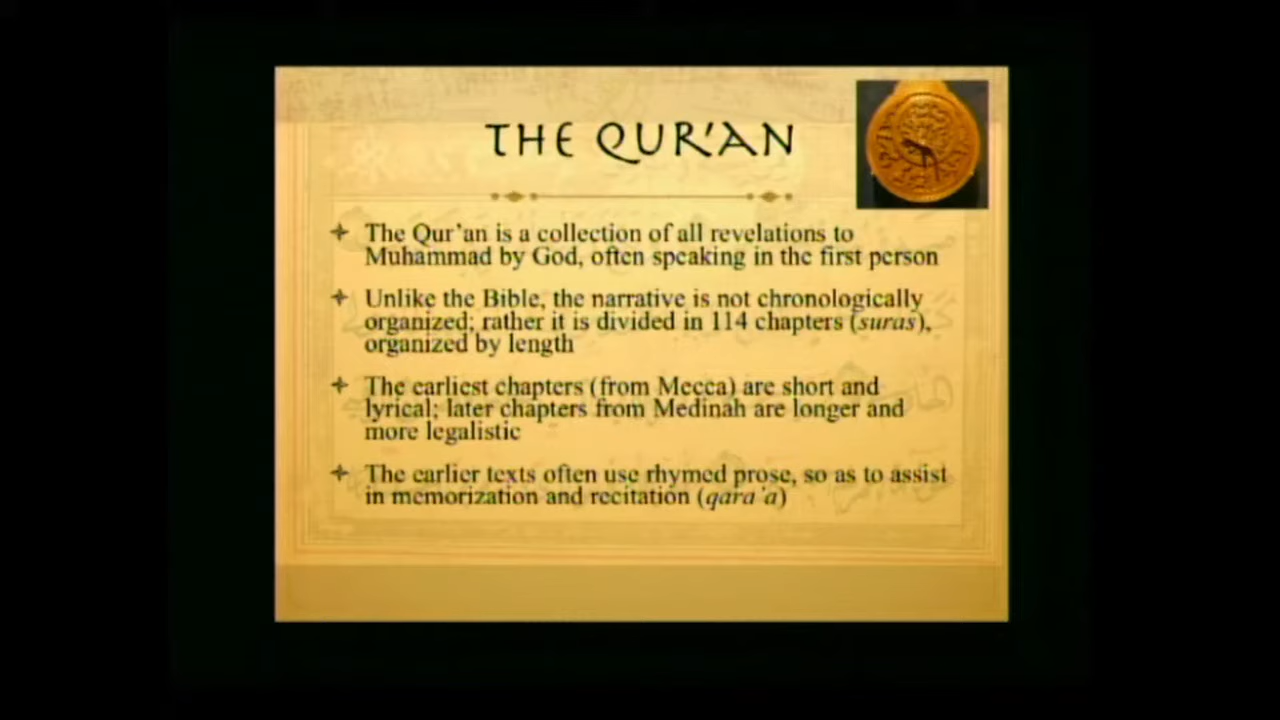 THE QUR'AN
The Qur'an is a collection of all revelations to
Muhammad by God, often speaking in the first person
Unlike the Bible, the narrative is not chronologically
organized; rather it is divided in 114 chapters (suras),
organized by length
The earliest chapters (from Mecca) are short and
lyrical; later chapters from Medinah are longer and
more legalistic
The earlier texts often use rhymed prose, so as to assist
in memorization and recitation (qara'a)